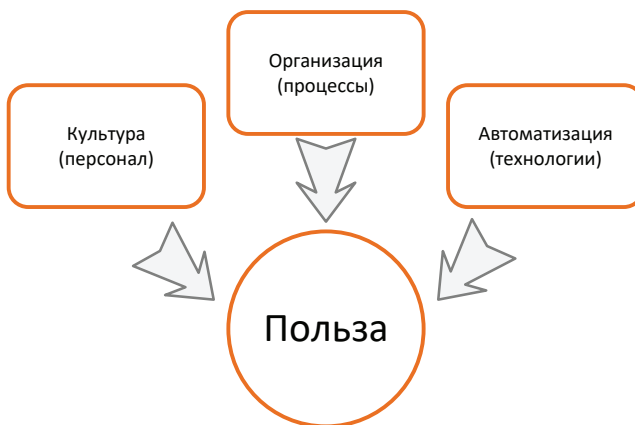 Организация
(процессы)
Культура
(персонал)
Автоматизация
(технологии)
Польза